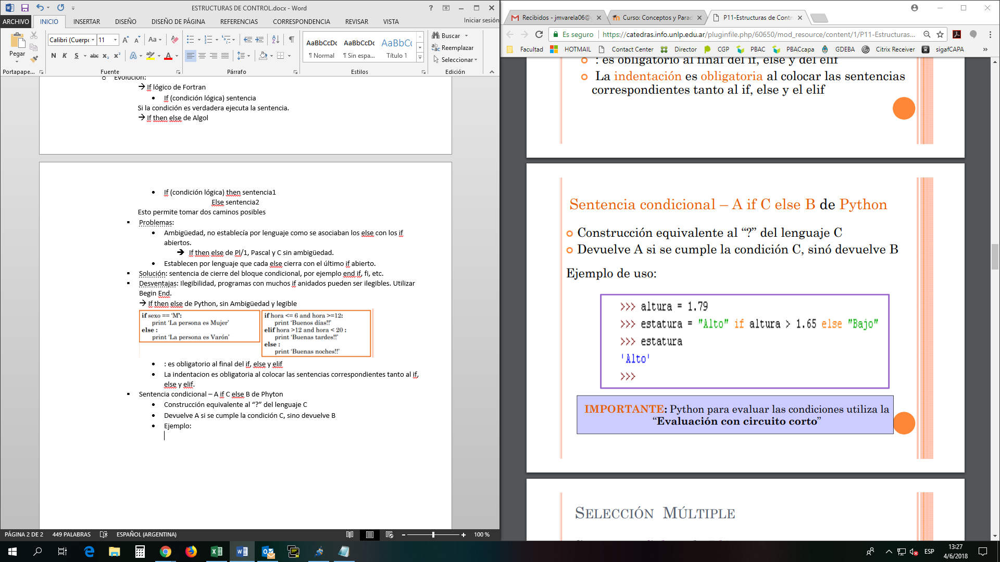 ESTRUCTURAS DE CONTROL.docx - Word
ARCHIVO INICIO INSERTAR DISEÑO DISEÑO DE PÁGINA REFERENCIAS CORRESPONDENCIA REVISAR VISTA Iniciar sesión
Pegar
Calibri (Cuerpo 11
Buscar
Reemplazar
Seleccionar
AaBbCcDc AaBbCcDc AaBbCc
¶ Normal ¶ Sin espa... Título 1
Portapape... Fuente Párrafo Estilos Edición
Evolución:
→ If lógico de Fortran
• If (condición lógica) sentencia
Si la condición es verdadera ejecuta la sentencia.
→ If then else de Algol
• If (condición lógica) then sentencia1
Else sentencia2
Esto permite tomar dos caminos posibles
▪ Problemas:
• Ambigüedad, no establecía por lenguaje como se asociaban los else con los if
abiertos.
➔ If then else de Pl/1, Pascal y C sin ambigüedad.
• Establecen por lenguaje que cada else cierra con el último if abierto.
▪ Solución: sentencia de cierre del bloque condicional, por ejemplo end if, fi, etc.
▪ Desventajas: Ilegibilidad, programas con muchos if anidados pueden ser ilegibles. Utilizar
Begin End.
→ If then else de Python, sin Ambigüedad y legible
if sexo == ‘M’:
print ‘La persona es Mujer’
else :
print ‘La persona es Varón’
if hora <= 6 and hora >=12:
print ‘Buenos días!!’
elif hora >12 and hora < 20 :
print ‘Buenas tardes!!’
else :
print ‘Buenas noches!!’
• : es obligatorio al final del if, else y elif
• La indentacion es obligatoria al colocar las sentencias correspondientes tanto al if,
else y elif.
▪ Sentencia condicional – A if C else B de Phyton
• Construcción equivalente al “?” del lenguaje C
• Devuelve A si se cumple la condición C, sino devuelve B
• Ejemplo:
PÁGINA 2 DE 2 449 PALABRAS ESPAÑOL (ARGENTINA) 100 %
Recibidos - jmvarela06@ Curso: Conceptos y Parad P11-Estructuras de Contr
Es seguro https://catedras.info.unlp.edu.ar/pluginfile.php/60650/mod_resource/content/1/P11-Estructuras...
Facultad HOTMAIL Contact Center Director CGP PBAC PBACcapa GDEBA Citrix Receiver sigafCAPA »
: es obligatorio al final del if, else y del elif
La indentación es obligatoria al colocar las sentencias
correspondientes tanto al if, else y el elif
Sentencia condicional – A if C else B de Python
Construcción equivalente al “?” del lenguaje C
Devuelve A si se cumple la condición C, sinó devuelve B
Ejemplo de uso:
>>> altura = 1.79
>>> estatura = "Alto" if altura > 1.65 else "Bajo"
>>> estatura
'Alto'
>>>
IMPORTANTE: Python para evaluar las condiciones utiliza la
“Evaluación con circuito corto”
SELECCIÓN MÚLTIPLE
ESP
13:27
4/6/2018